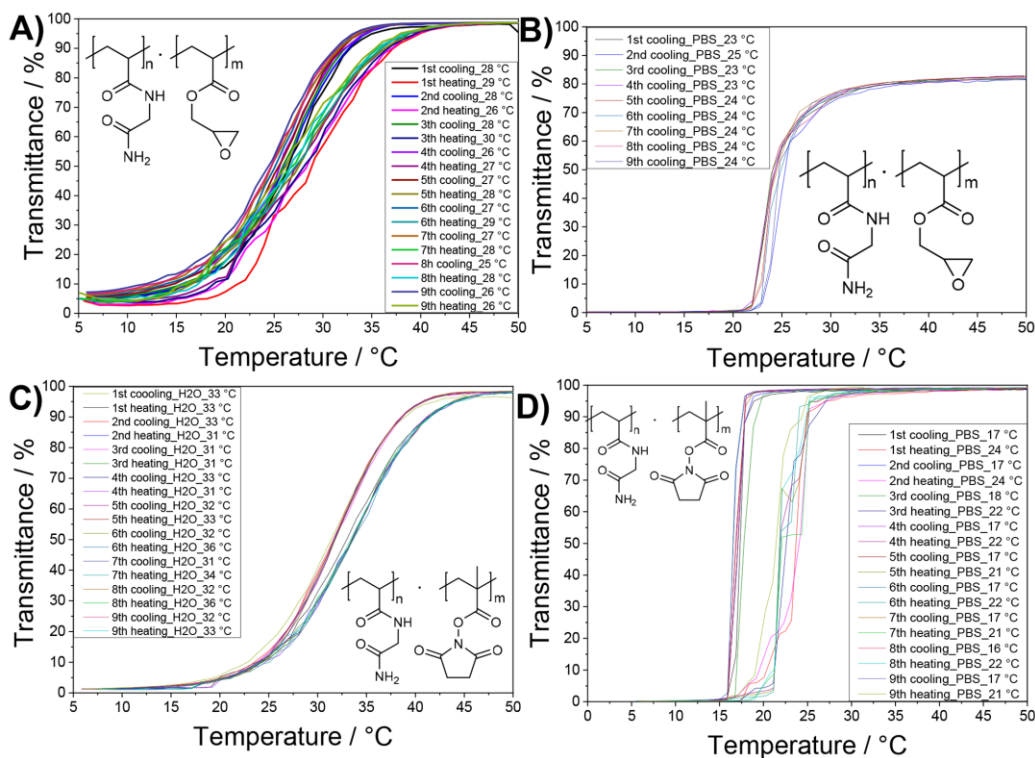 A)
Transmittance / %
100
90
80
70
60
50
40
30
20
10
0
5 10 15 20 25 30 35 40 45 50
Temperature / °C
n
m
O
NH
O
NH2
O
O
O
1st cooling_28 °C
1st heating_29 °C
2nd cooling_28 °C
2nd heating_26 °C
3th cooling_28 °C
3th heating_30 °C
4th cooling_26 °C
4th heating_27 °C
5th cooling_27 °C
5th heating_28 °C
6th cooling_27 °C
6th heating_29 °C
7th cooling_27 °C
7th heating_28 °C
8h cooling_25 °C
8th heating_28 °C
9th cooling_26 °C
9th heating_26 °C
B)
Transmittance / %
100
80
60
40
20
0
5 10 15 20 25 30 35 40 45 50
Temperature / °C
1st cooling_PBS_23 °C
2nd cooling_PBS_25 °C
3rd cooling_PBS_23 °C
4th cooling_PBS_23 °C
5th cooling_PBS_24 °C
6th cooling_PBS_24 °C
7th cooling_PBS_24 °C
8th cooling_PBS_24 °C
9th cooling_PBS_24 °C
n
m
O
NH
O
NH2
O
O
O
C)
Transmittance / %
100
90
80
70
60
50
40
30
20
10
0
5 10 15 20 25 30 35 40 45 50
Temperature / °C
1st coooling_H2O_33 °C
1st heating_H2O_33 °C
2nd cooling_H2O_33 °C
2nd heating_H2O_31 °C
3rd cooling_H2O_31 °C
3rd heating_H2O_31 °C
4th cooling_H2O_33 °C
4th heating_H2O_31 °C
5th cooling_H2O_32 °C
5th heating_H2O_33 °C
6th cooling_H2O_32 °C
6th heating_H2O_36 °C
7th cooling_H2O_31 °C
7th heating_H2O_34 °C
8th cooling_H2O_32 °C
8th heating_H2O_36 °C
9th cooling_H2O_32 °C
9th heating_H2O_33 °C
n
m
O
NH
O
NH2
O
O
N
O
O
D)
Transmittance / %
100
90
80
70
60
50
40
30
20
10
0
0 5 10 15 20 25 30 35 40 45 50
Temperature / °C
n
m
O
NH
O
NH2
O
O
N
O
O
1st cooling_PBS_17 °C
1st heating_PBS_24 °C
2nd cooling_PBS_17 °C
2nd heating_PBS_24 °C
3rd cooling_PBS_18 °C
3rd heating_PBS_22 °C
4th cooling_PBS_17 °C
4th heating_PBS_22 °C
5th cooling_PBS_17 °C
5th heating_PBS_21 °C
6th cooling_PBS_17 °C
6th heating_PBS_22 °C
7th cooling_PBS_17 °C
7th heating_PBS_21 °C
8th cooling_PBS_16 °C
8th heating_PBS_22 °C
9th cooling_PBS_17 °C
9th heating_PBS_21 °C